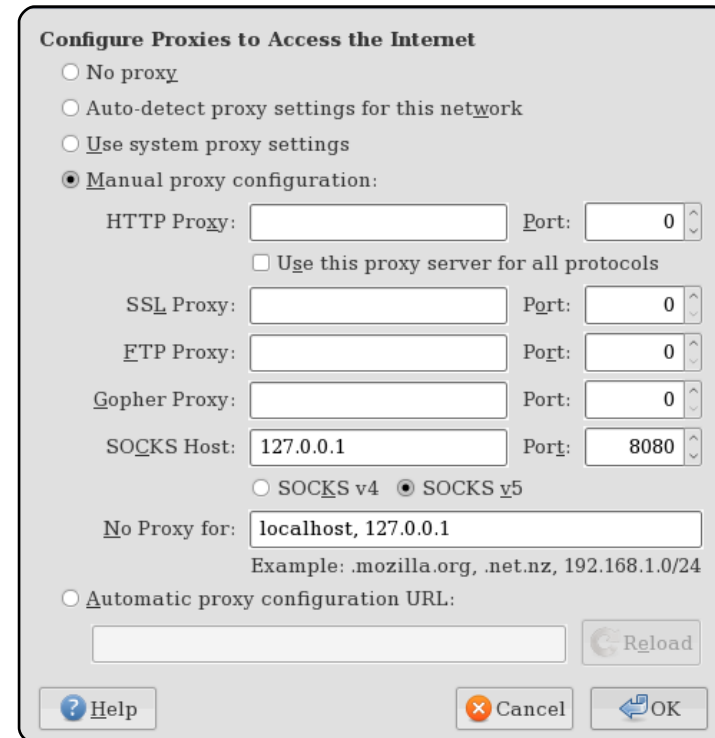 Configure Proxies to Access the Internet
No proxy
Auto-detect proxy settings for this network
Use system proxy settings
Manual proxy configuration:
HTTP Proxy: Port: 0
Use this proxy server for all protocols
SSL Proxy: Port: 0
FTP Proxy: Port: 0
Gopher Proxy: Port: 0
SOCKS Host: 127.0.0.1 Port: 8080
SOCKS v4 SOCKS v5
No Proxy for: localhost, 127.0.0.1
Example: .mozilla.org, .net.nz, 192.168.1.0/24
Automatic proxy configuration URL:
Reload
Help Cancel OK